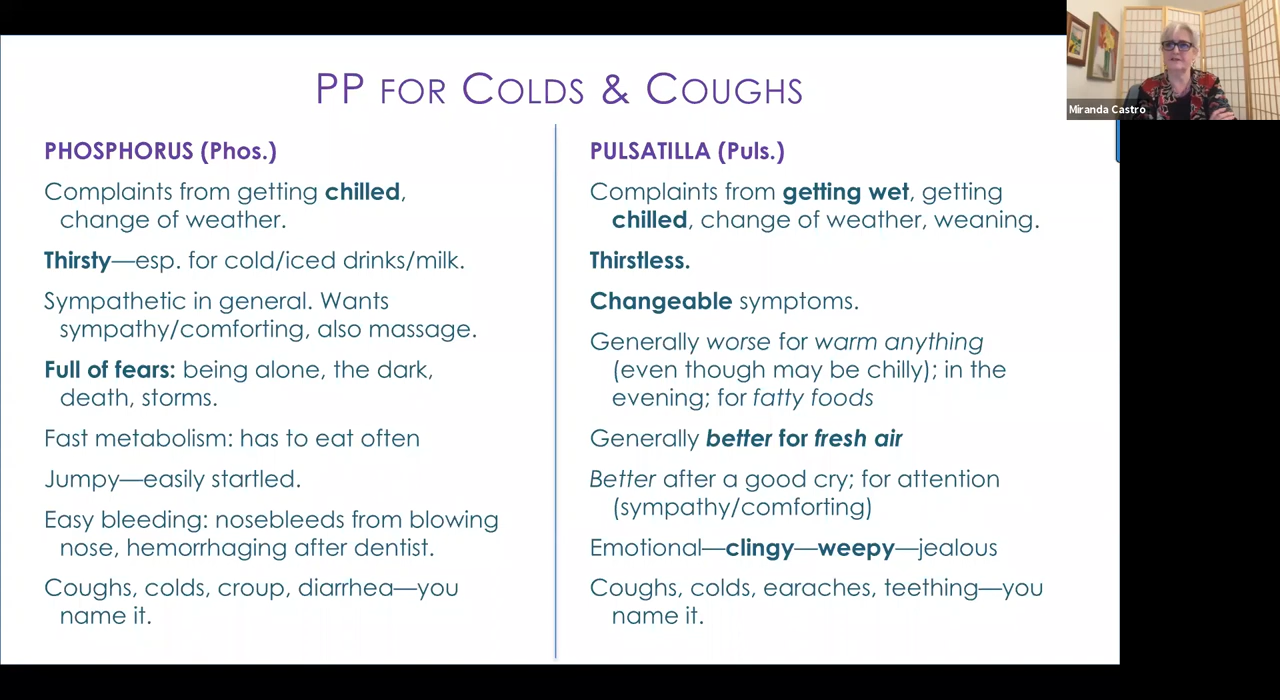 PP for Colds & Coughs
PHOSPHORUS (Phos.)
Complaints from getting chilled,
change of weather.
Thirsty—esp. for cold/iced drinks/milk.
Sympathetic in general. Wants
sympathy/comforting, also massage.
Full of fears: being alone, the dark,
death, storms.
Fast metabolism: has to eat often
Jumpy—easily startled.
Easy bleeding: nosebleeds from blowing
nose, hemorrhaging after dentist.
Coughs, colds, croup, diarrhea—you
name it.
PULSATILLA (Puls.)
Complaints from getting wet, getting
chilled, change of weather, weaning.
Thirstless.
Changeable symptoms.
Generally worse for warm anything
(even though may be chilly); in the
evening; for fatty foods
Generally better for fresh air
Better after a good cry; for attention
(sympathy/comforting)
Emotional—clingy—weepy—jealous
Coughs, colds, earaches, teething—you
name it.
Miranda Castro